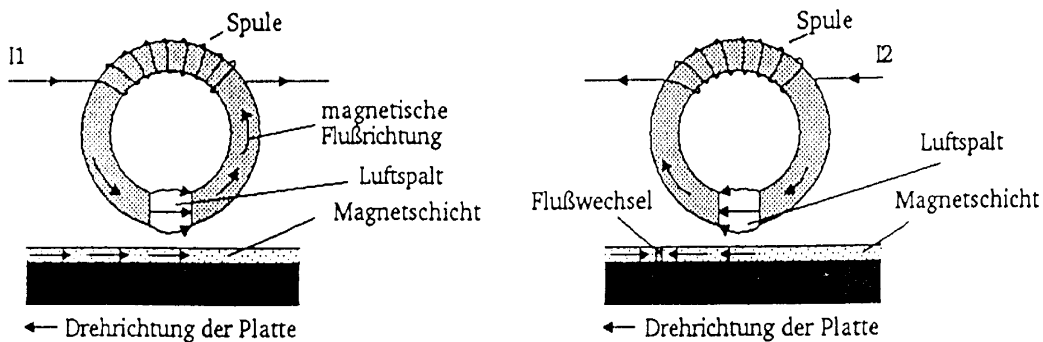 Spule
I1
magnetische
Flußrichtung
Luftspalt
Magnetschicht
Drehrichtung der Platte
Spule
I2
Luftspalt
Flußwechsel
Magnetschicht
Drehrichtung der Platte